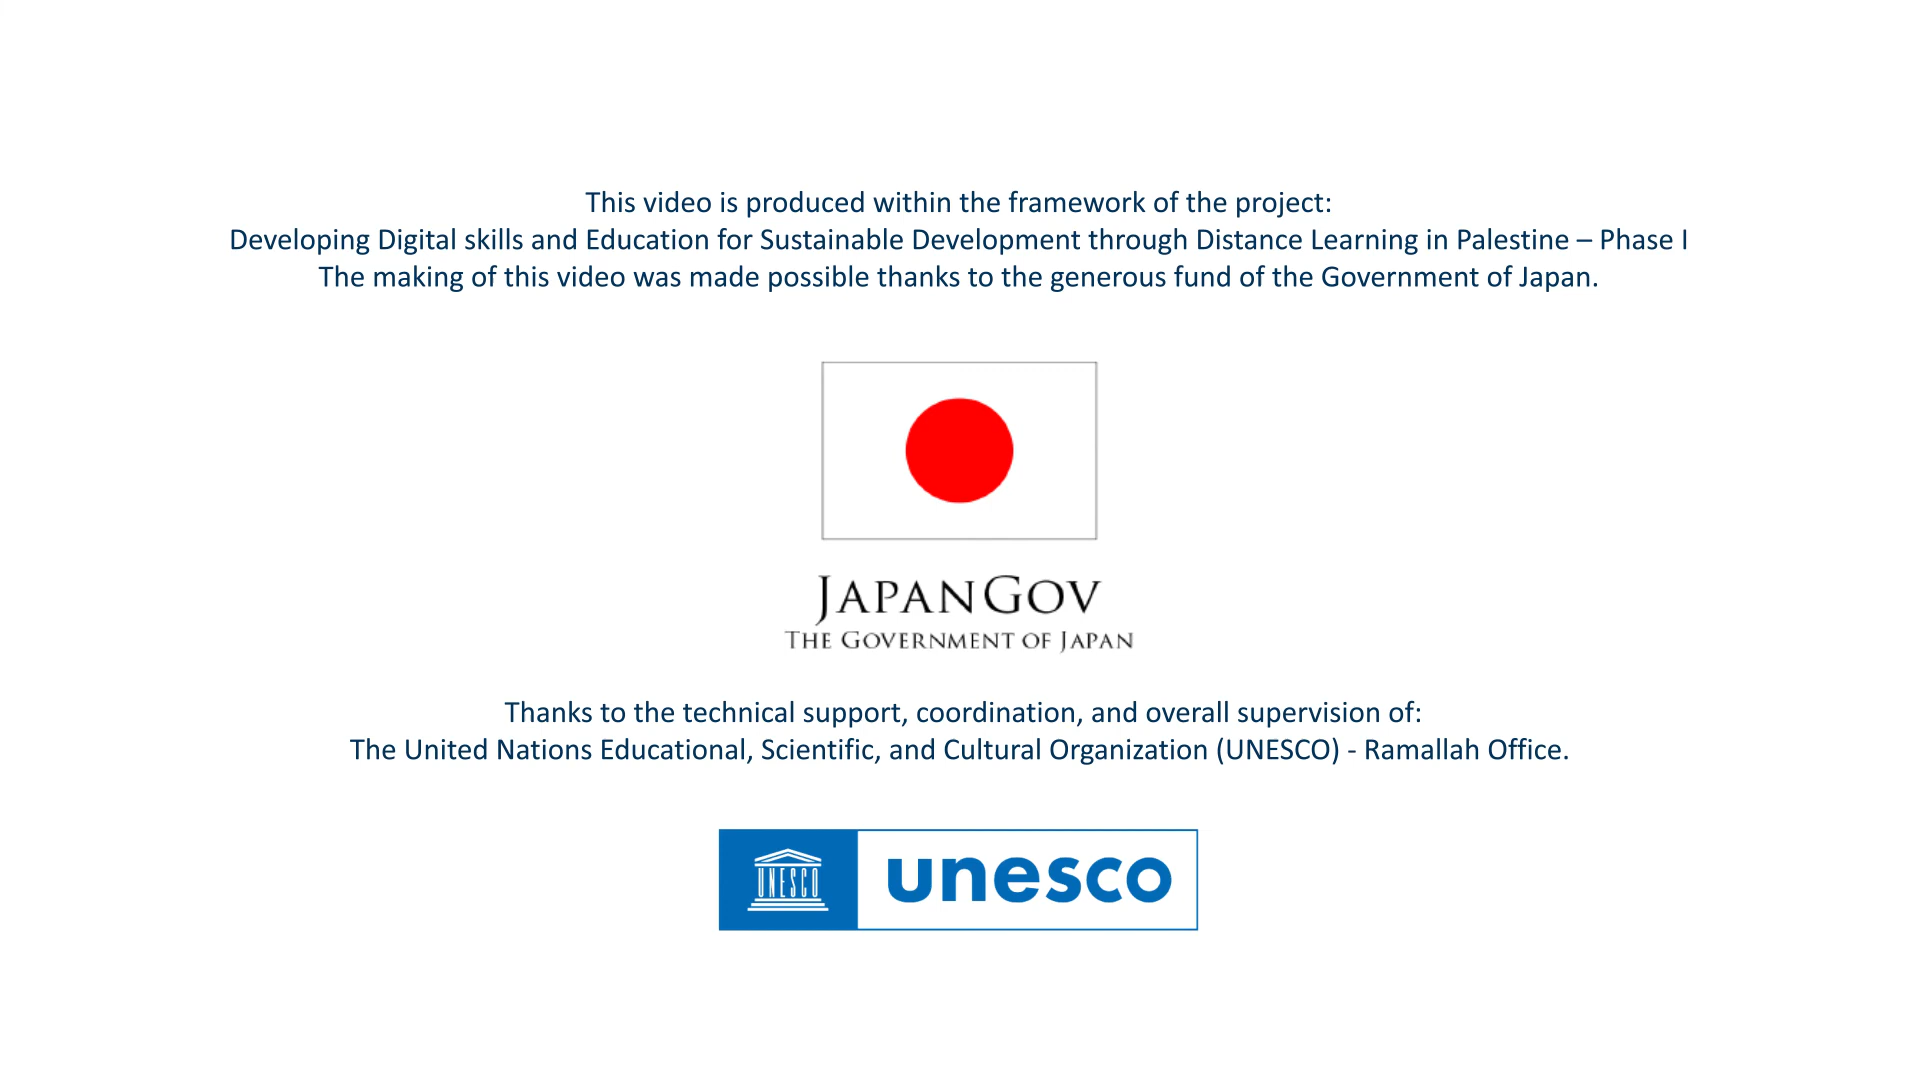 This video is produced within the framework of the project:
Developing Digital skills and Education for Sustainable Development through Distance Learning in Palestine – Phase I
The making of this video was made possible thanks to the generous fund of the Government of Japan.
JAPANGOV
THE GOVERNMENT OF JAPAN
Thanks to the technical support, coordination, and overall supervision of:
The United Nations Educational, Scientific, and Cultural Organization (UNESCO) - Ramallah Office.
UNESCO
unesco